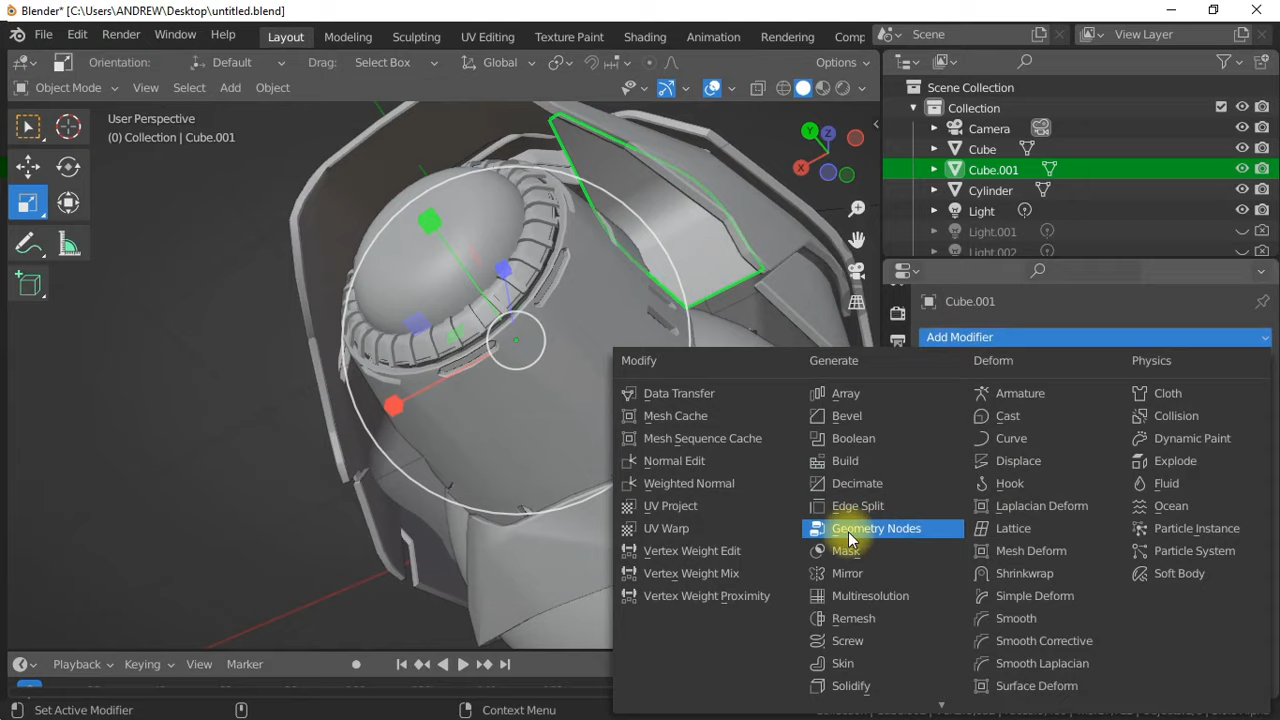 Blender* [C:\Users\ANDREW\Desktop\untitled.blend]
File Edit Render Window Help Layout Modeling Sculpting UV Editing Texture Paint Shading Animation Rendering Comp Scene View Layer
Orientation: Default Drag: Select Box Global Options
Object Mode View Select Add Object
User Perspective
(0) Collection | Cube.001
Y
Z
X
Scene Collection
Collection
Camera
Cube
Cube.001
Cylinder
Light
Light.001
Light.002
Cube.001
Add Modifier
Modify Generate Deform Physics
Data Transfer Array Armature Cloth
Mesh Cache Bevel Cast Collision
Mesh Sequence Cache Boolean Curve Dynamic Paint
Normal Edit Build Displace Explode
Weighted Normal Decimate Hook Fluid
UV Project Edge Split Laplacian Deform Ocean
UV Warp Geometry Nodes Lattice Particle Instance
Vertex Weight Edit Mask Mesh Deform Particle System
Vertex Weight Mix Mirror Shrinkwrap Soft Body
Vertex Weight Proximity Multiresolution Simple Deform
Remesh Smooth
Screw Smooth Corrective
Skin Smooth Laplacian
Solidify Surface Deform
Playback Keying View Marker
Set Active Modifier Context Menu